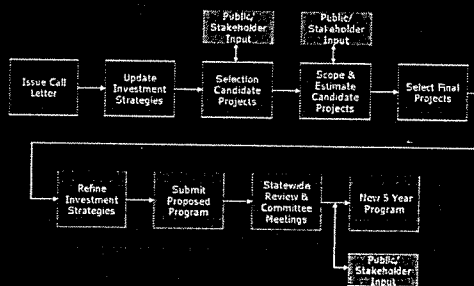 Public/
Stakeholder
Input
Public/
Stakeholder
Input
Issue Call
Letter
Update
Investment
Strategies
Selection
Candidate
Projects
Scope &
Estimate
Candidate
Projects
Select Final
Projects
Refine
Investment
Strategies
Submit
Proposed
Program
Statewide
Review &
Committee
Meetings
New 5 Year
Program
Public/
Stakeholder
Input